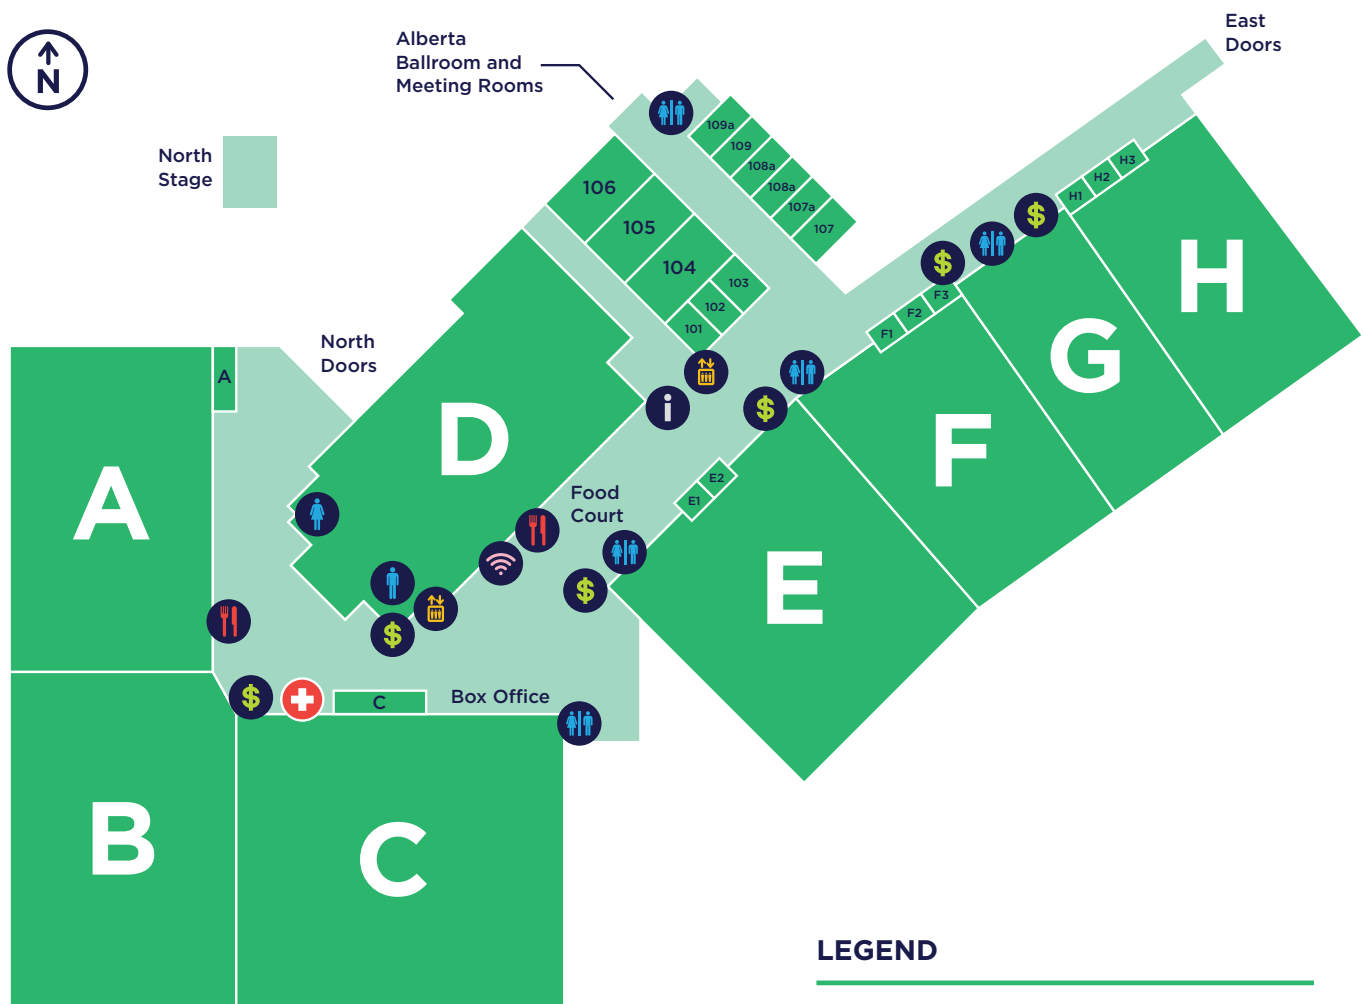 East
Doors
Alberta
Ballroom and
Meeting Rooms
N
North
Stage
109a
109
108a
108a
107a
107
106
105
104
103
102
101
H3
H2
H1
H
F3
F2
F1
G
F
North
Doors
A
A
D
i
$
$
$
E2
E1
E
Food
Court
$
$
$
C
Box Office
B
C
LEGEND